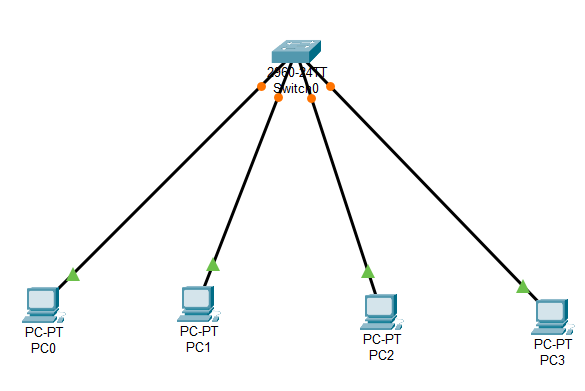 2960-24TT
Switch0
PC-PT
PC0
PC-PT
PC1
PC-PT
PC2
PC-PT
PC3